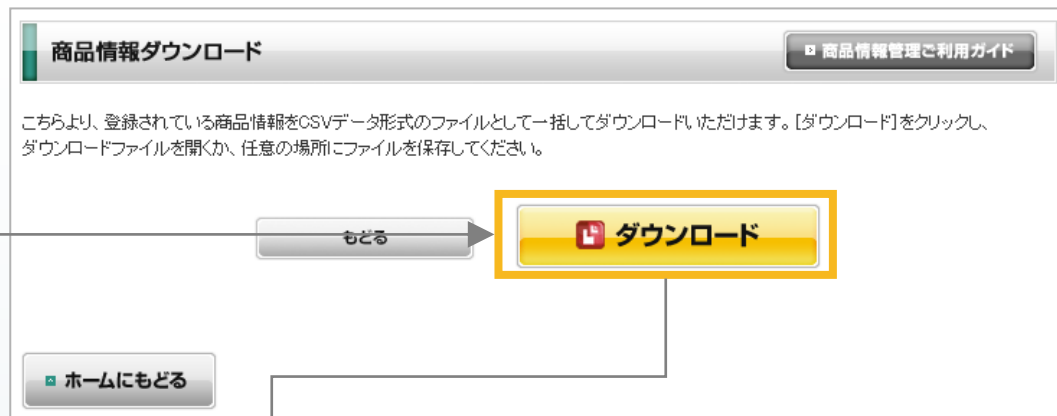 商品情報ダウンロード
商品情報管理ご利用ガイド
こちらより、登録されている商品情報をCSVデータ形式のファイルとして一括してダウンロードいただけます。[ダウンロード]をクリックし、
ダウンロードファイルを開くか、任意の場所にファイルを保存してください。
もどる
ダウンロード
ホームにもどる